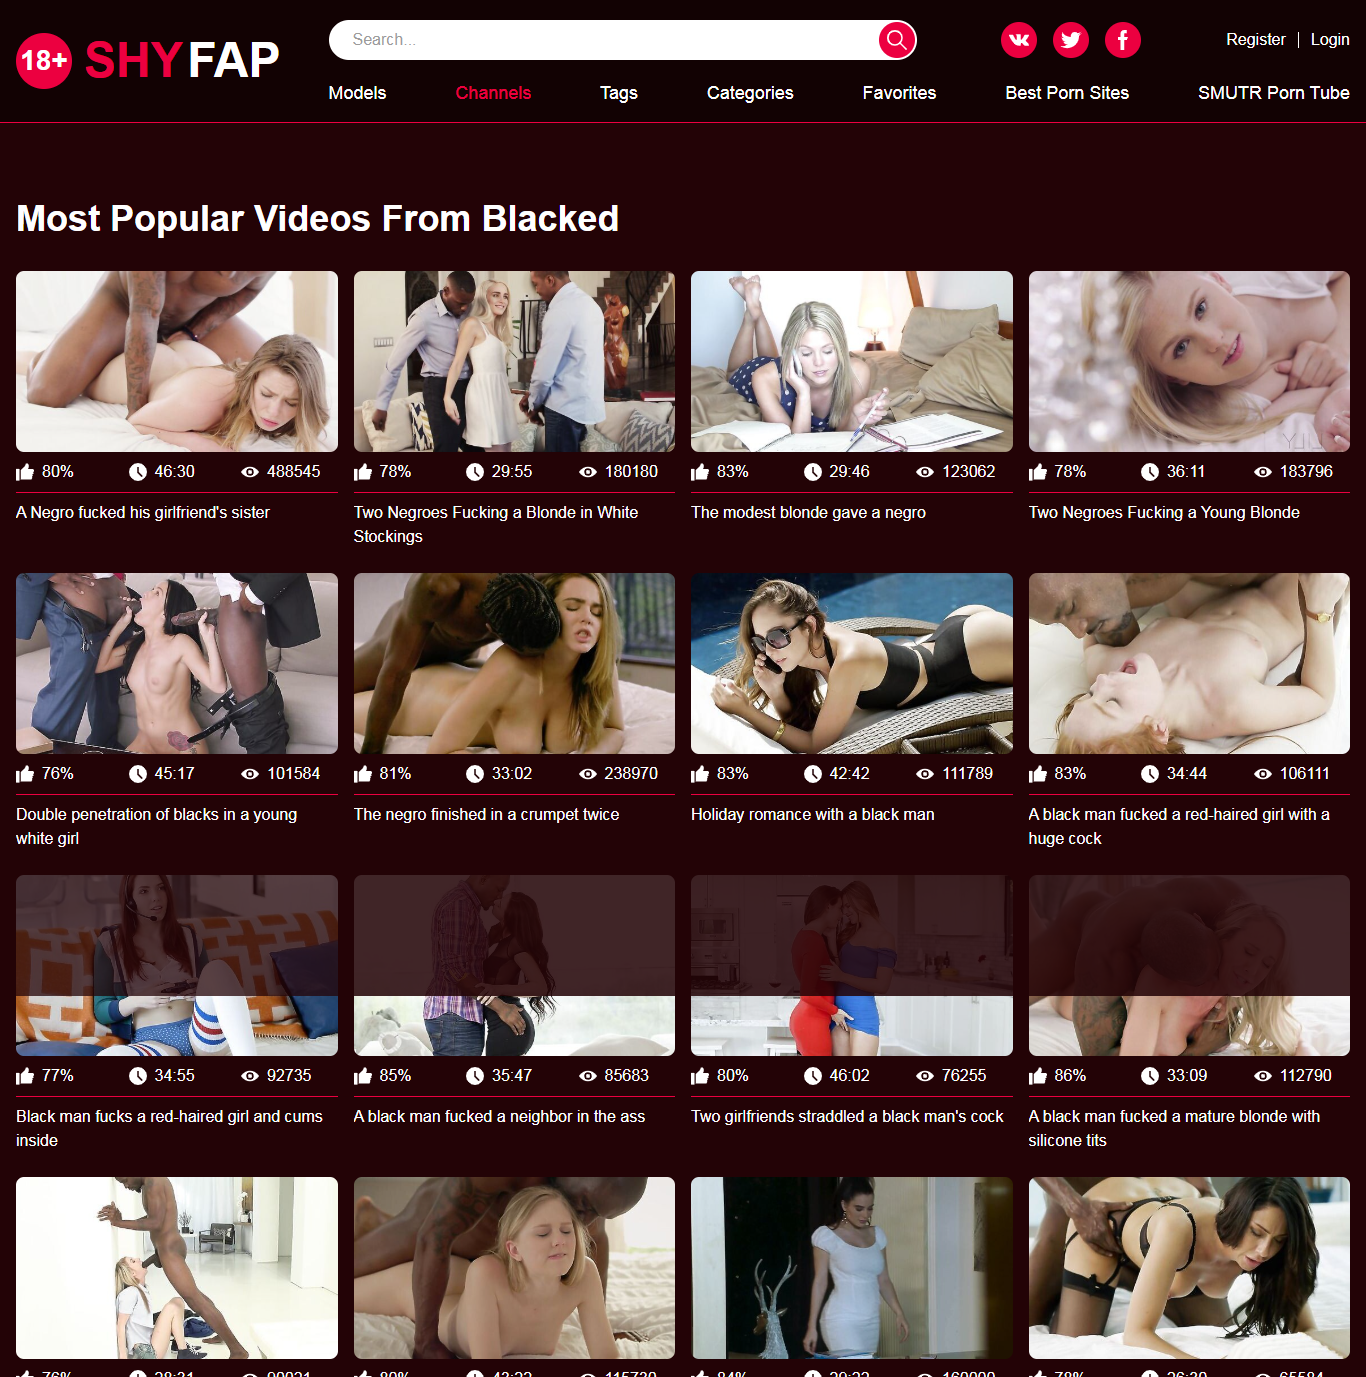 18+ SHYFAP
Search...
Register | Login
Models Channels Tags Categories Favorites Best Porn Sites SMUTR Porn Tube
Most Popular Videos From Blacked
80% 46:30 488545
78% 29:55 180180
83% 29:46 123062
78% 36:11 183796
A Negro fucked his girlfriend's sister
Two Negroes Fucking a Blonde in White
Stockings
The modest blonde gave a negro
Two Negroes Fucking a Young Blonde
76% 45:17 101584
81% 33:02 238970
83% 42:42 111789
83% 34:44 106111
Double penetration of blacks in a young
white girl
The negro finished in a crumpet twice
Holiday romance with a black man
A black man fucked a red-haired girl with a
huge cock
77% 34:55 92735
85% 35:47 85683
80% 46:02 76255
86% 33:09 112790
Black man fucks a red-haired girl and cums
inside
A black man fucked a neighbor in the ass
Two girlfriends straddled a black man's cock
A black man fucked a mature blonde with
silicone tits